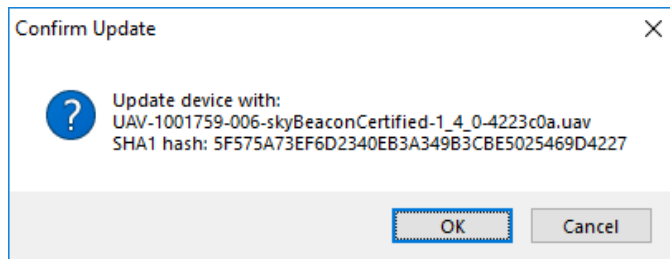 Confirm Update
Update device with:
UAV-1001759-006-skyBeaconCertified-1_4_0-4223c0a.uav
SHA1 hash: 5F575A73EF6D2340EB3A349B3CBE5025469D4227
OK
Cancel